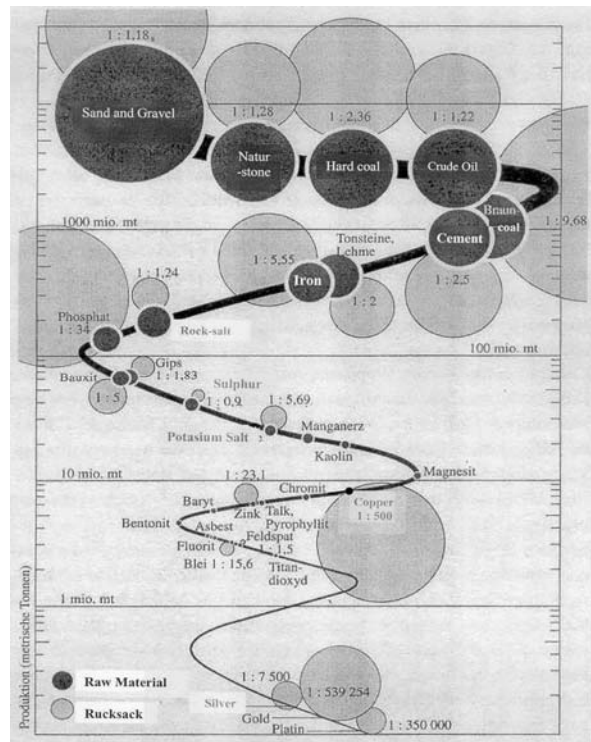 1 : 1,18
Sand and Gravel
1 : 1,28
1 : 2,36
1 : 1,22
Natur
-stone
Hard coal
Crude Oil
Braun-
coal
1000 mio. mt
Cement
1 : 9,68
Tonsteine,
Lehme
1 : 5,55
Iron
1 : 2,5
1 : 1,24
1 : 2
Phosphat
1 : 34
Rock-salt
100 mio. mt
Gips
Bauxit
1 : 1,83
Sulphur
1 : 5
1 : 0,9
1 : 5,69
Potasium Salt
Manganerz
Kaolin
1 : 23,1
Magnesit
10 mio. mt
Chromit
Baryt
Zink
Talk,
Pyrophyllit
Copper
1 : 500
Bentonit
Asbest
Feldspat
Fluorit
1 : 1,5
Blei 1 : 15,6
Titan-
dioxyd
1 mio. mt
Produktion (metrische Tonnen)
1 : 7 500
Raw Material
1 : 539 254
Silver
Rucksack
Gold
Platin
1 : 350 000